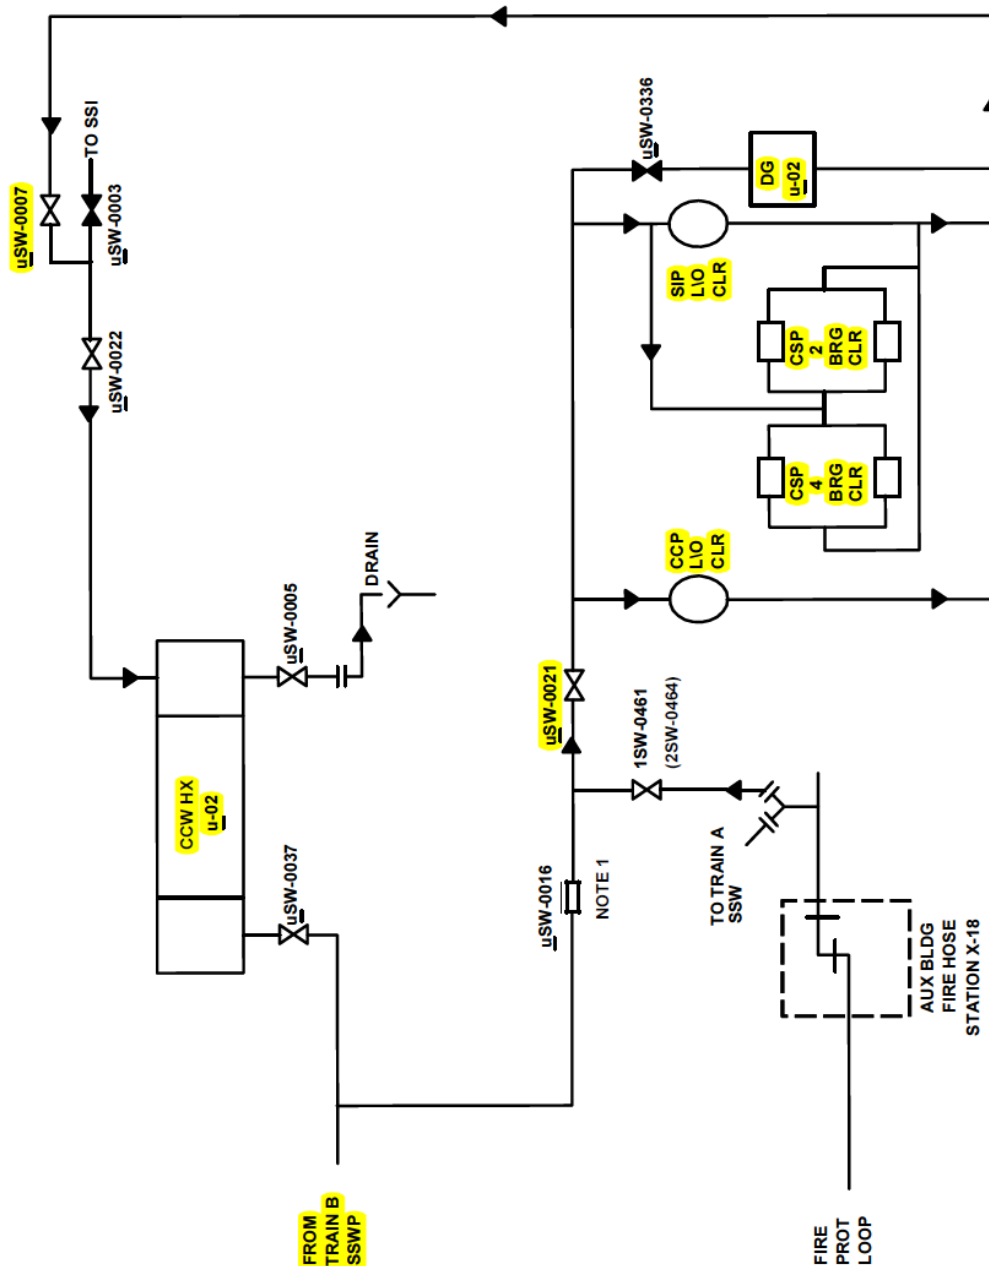 TO SSI
uSW-0007
uSW-0003
uSW-0022
uSW-0336
DG
u-02
SIP
L\O
CLR
CSP
2
BRG
CLR
CSP
4
BRG
CLR
CCP
L\O
CLR
DRAIN
uSW-0005
uSW-0021
1SW-0461
(2SW-0464)
CCW HX
u-02
uSW-0037
uSW-0016
NOTE 1
TO TRAIN A
SSW
AUX BLDG
FIRE HOSE
STATION X-18
FROM
TRAIN B
SSWP
FIRE
PROT
LOOP